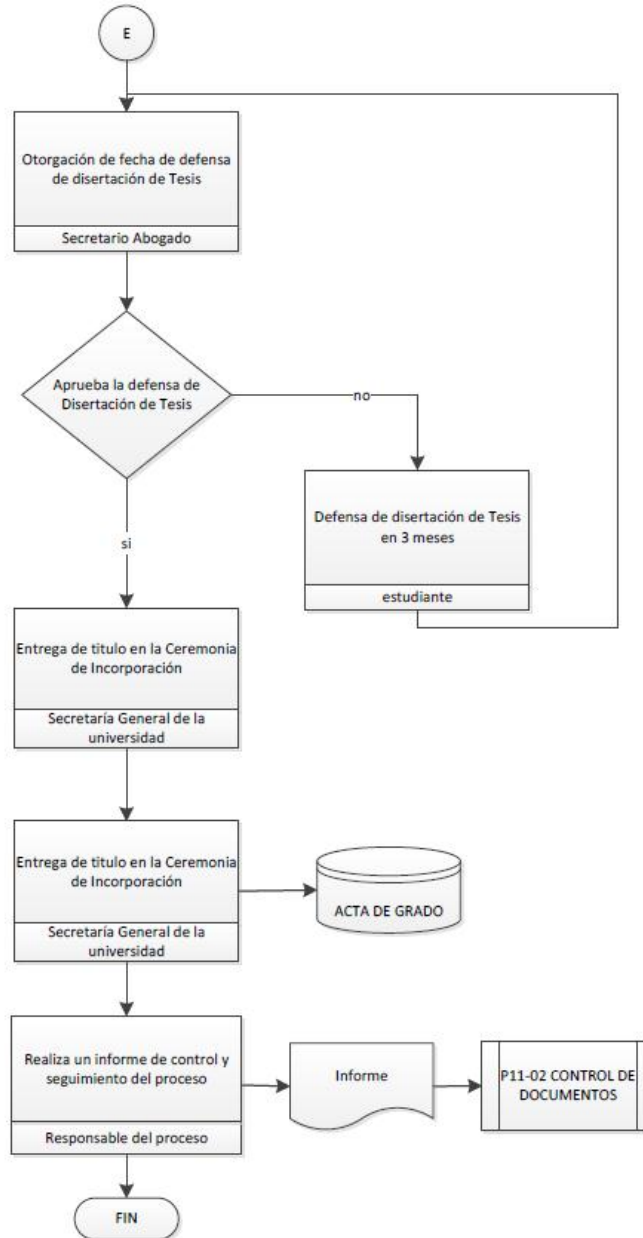 E
Otorgación de fecha de defensa
de disertación de Tesis
Secretario Abogado
Aprueba la defensa de
Disertación de Tesis
no
Defensa de disertación de Tesis
en 3 meses
estudiante
si
Entrega de titulo en la Ceremonia
de Incorporación
Secretaría General de la
universidad
Entrega de titulo en la Ceremonia
de Incorporación
Secretaría General de la
universidad
ACTA DE GRADO
Realiza un informe de control y
seguimiento del proceso
Responsable del proceso
Informe
P11-02 CONTROL DE
DOCUMENTOS
FIN